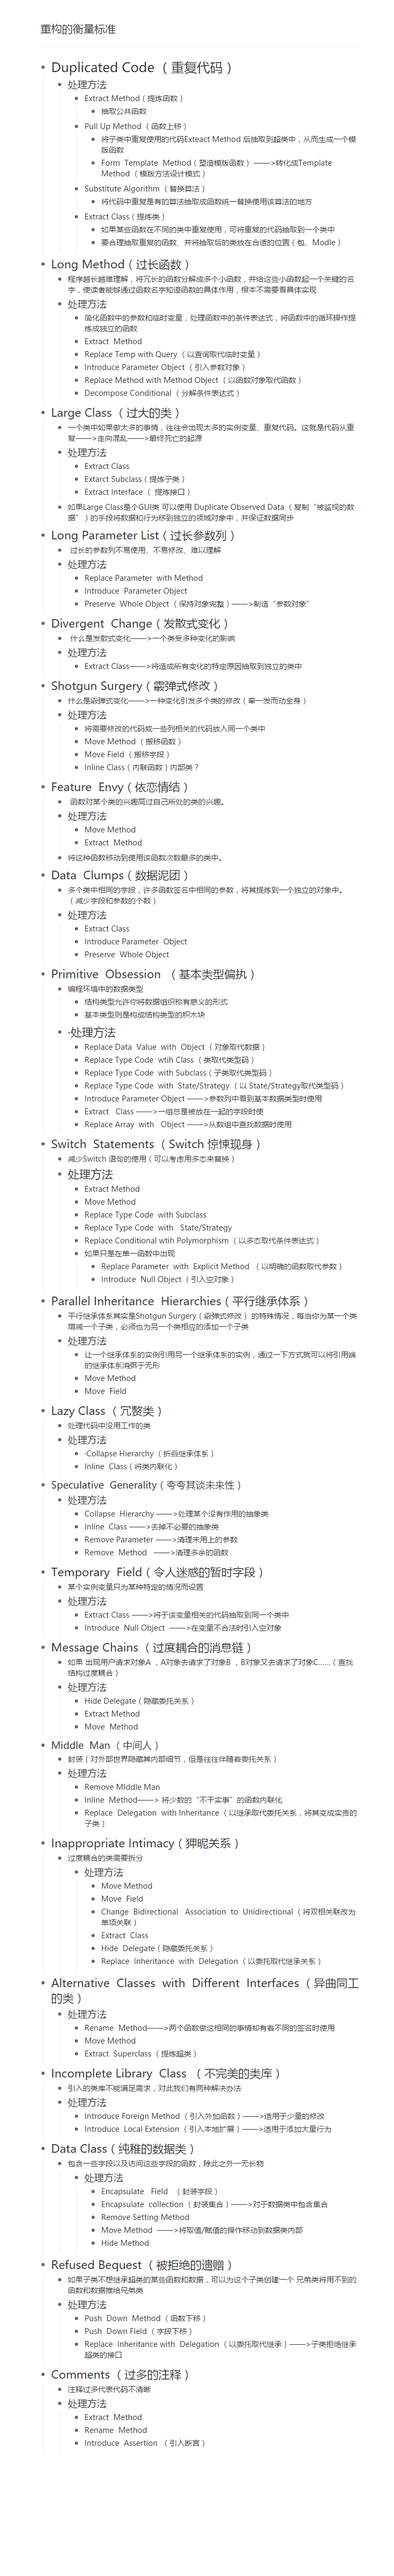 重构的衡量标准
Duplicated Code （ 重复代码 ）
处理方法
Extract Method ( 提炼函数 ）
抽取公共函数
Pull Up Method （ 函数上移 ）
将子类中重复使用的代码Exteact Method 后抽取到超类中，从而生成一个模
版函数
Form Template Method ( 塑造模版函数 ） ——>转化成Template
Method （ 模版方法设计模式 ）
Substitute Algorithm （ 替换算法 ）
将代码中重复是有的算法抽取成函数统一替换使用该算法的地方
Extract Class ( 提炼类 ）
如果某些函数在不同的类中重复使用，可将重复的代码抽取到一个类中
要合理抽取重复的函数、并将抽取后的类放在合适的位置（ 包、Modle ）
Long Method ( 过长函数 ）
程序越长越难理解，将冗长的函数分解成多个小函数，并给这些小函数起一个关键的名
字，使读者能够通过函数名字知道函数的具体作用，根本不需要看具体实现
处理方法
简化函数中的参数和临时变量，处理函数中的条件表达式，将函数中的循环操作提
炼成独立的函数
Extract Method
Replace Temp with Query （ 以查询取代临时变量 ）
Introduce Parameter Object （ 引入参数对象 ）
Replace Method with Method Object （ 以函数对象取代函数 ）
Decompose Conditional （ 分解条件表达式 ）
Large Class （ 过大的类 ）
一个类中如果做太多的事情，往往会出现太多的实例变量、重复代码。这就是代码从重
复——>走向混乱——>最终死亡的起源
处理方法
Extract Class
Extarct Subclass ( 提炼子类 ）
Extract Interface （ 提炼接口 ）
如果Large Class是个GUI类 可以使用 Duplicate Observed Data （ 复制“被监视的数
据” ）的手段将数据和行为移到独立的领域对象中，并保证数据同步
Long Parameter List ( 过长参数列 ）
过长的参数列不易使用、不易修改、难以理解
处理方法
Replace Parameter with Method
Introduce Parameter Object
Preserve Whole Object （ 保持对象完整 ）——>制造“参数对象”
Divergent Change ( 发散式变化 ）
什么是发散式变化——>一个类受多种变化的影响
处理方法
Extract Class——>将造成所有变化的特定原因抽取到独立的类中
Shotgun Surgery ( 霰弹式修改 ）
什么是霰弹式变化——>一种变化引发多个类的修改（ 牵一发而动全身 ）
处理方法
将需要修改的代码或一些列相关的代码放入同一个类中
Move Method （ 搬移函数 ）
Move Field （ 搬移字段 ）
Inline Class ( 内联函数 ) 内部类？
Feature Envy ( 依恋情结 ）
函数对某个类的兴趣高过自己所处的类的兴趣。
处理方法
Move Method
Extract Method
将这种函数移动到使用该函数次数最多的类中。
Data Clumps ( 数据泥团 ）
多个类中相同的字段，许多函数签名中相同的参数，将其提炼到一个独立的对象中。
（ 减少字段和参数的个数 ）
处理方法
Extract Class
Introduce Parameter Object
Preserve Whole Object
Primitive Obsession （ 基本类型偏执 ）
编程环境中的数据类型
结构类型允许你将数据组织称有意义的形式
基本类型则是构成结构类型的积木块
·处理方法
Replace Data Value with Object （ 对象取代数据 ）
Replace Type Code wtih Class （ 类取代类型码 ）
Replace Type Code with Subclass ( 子类取代类型码 ）
Replace Type Code with State/Strategy （ 以 State/Strategy取代类型码 ）
Introduce Parameter Object ——>参数列中看到基本数据类型时使用
Extract Class ——>一组总是被放在一起的字段时使
Replace Array with Object ——>从数组中查找数据时使用
Switch Statements （ Switch 惊悚现身 ）
减少Switch 语句的使用（ 可以考虑用多态来替换 ）
处理方法
Extract Method
Move Method
Replace Type Code with Subclass
Replace Type Code with State/Strategy
Replace Conditional wtih Polymorphism （ 以多态取代条件表达式 ）
如果只是在单一函数中出现
Replace Parameter with Explicit Method （ 以明确的函数取代参数 ）
Introduce Null Object （ 引入空对象 ）
Parallel Inheritance Hierarchies ( 平行继承体系 ）
平行继承体系其实是Shotgun Surgery ( 霰弹式修改 ） 的特殊情况，每当你为某一个类
增减一个子类，必须也为另一个类相应的添加一个子类
处理方法
让一个继承体系的实例引用另一个继承体系的实例，通过一下方式就可以将引用端
的继承体系消弭于无形
Move Method
Move Field
Lazy Class （ 冗赘类 ）
处理代码中没用工作的类
处理方法
·Collapse Hierarchy （ 折叠继承体系 ）
Inline Class ( 将类内联化 ）
Speculative Generality ( 夸夸其谈未来性 ）
处理方法
Collapse Hierarchy ——>处理某个没有作用的抽象类
Inline Class ——>去掉不必要的抽象类
Remove Parameter ——>清理未用上的参数
Remove Method ——>清理多余的函数
Temporary Field ( 令人迷惑的暂时字段 ）
某个实例变量只为某种特定的情况而设置
处理方法
Extract Class ——>将于该变量相关的代码抽取到同一个类中
Introduce Null Object ——>在变量不合法时引入空对象
Message Chains （ 过度耦合的消息链 ）
如果 出现用户请求对象A ，A对象去请求了对象B ，B对象又去请求了对象C......（ 查找
结构过度耦合 ）
处理方法
Hide Delegate ( 隐藏委托关系 ）
Extract Method
Move Method
Middle Man （ 中间人 ）
封装（ 对外部世界隐藏其内部细节，但是往往伴随着委托关系 ）
处理方法
Remove MIddle Man
Inline Method——> 将少数的“不干实事”的函数内联化
Replace Delegation with Inheritance （ 以继承取代委托关系，将其变成实责的
子类 ）
Inappropriate Intimacy ( 狎昵关系 ）
过度耦合的类需要拆分
处理方法
Move Method
Move Field
Change Bidirectional Association to Unidirectional （ 将双相关联改为
单项关联 ）
Extract Class
Hide Delegate ( 隐藏委托关系 ）
Replace Inheritance with Delegation （ 以委托取代继承关系 ）
Alternative Classes with Different Interfaces （ 异曲同工
的类 ）
处理方法
Rename Method——>两个函数做这相同的事情却有着不同的签名时使用
Move Method
Extract Superclass （ 提炼超类 ）
Incomplete Library Class （ 不完美的类库 ）
引入的类库不能满足需求，对此我们有两种解决办法
处理方法
Introduce Foreign Method （ 引入外加函数 ）——>适用于少量的修改
Introduce Local Extension （ 引入本地扩展 ）——>适用于添加大量行为
Data Class ( 纯稚的数据类 ）
包含一些字段以及访问这些字段的函数，除此之外一无长物
处理方法
Encapsulate Field （ 封装字段 ）
Encapsulate collection （ 封装集合 ）——>对于数据类中包含集合
Remove Setting Method
Move Method ——>将取值/赋值的操作移动到数据类内部
Hide Method
Refused Bequest （ 被拒绝的遗赠 ）
如果子类不想继承超类的某些函数和数据，可以为这个子类创建一个 兄弟类将用不到的
函数和数据推给兄弟类
处理方法
Push Down Method （ 函数下移 ）
Push Down Field （ 字段下移 ）
Replace Inheritance with Delegation （ 以委托取代继承 ）——>子类拒绝继承
超类的接口
Comments （ 过多的注释 ）
注释过多代表代码不清晰
处理方法
Extract Method
Rename Method
Introduce Assertion （ 引入断言 ）